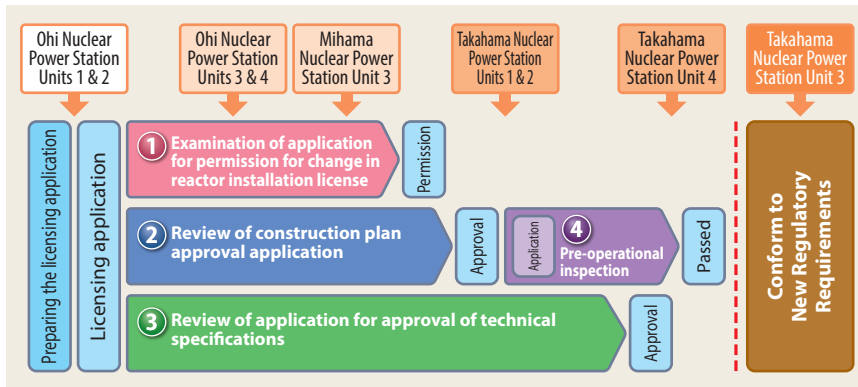 Ohi Nuclear
Power Station
Units 1 & 2
Ohi Nuclear
Power Station
Units 3 & 4
Mihama
Nuclear Power
Station Unit 3
Takahama Nuclear
Power Station
Units 1 & 2
Takahama
Nuclear Power
Station Unit 4
Takahama
Nuclear Power
Station Unit 3
Preparing the licensing application
Licensing application
1 Examination of application
for permission for change in
reactor installation license
Permission
2 Review of construction plan
approval application
Approval
Application
4
Pre-operational
inspection
Passed
3 Review of application for approval of technical
specifications
Approval
Conform to
New Regulatory
Requirements